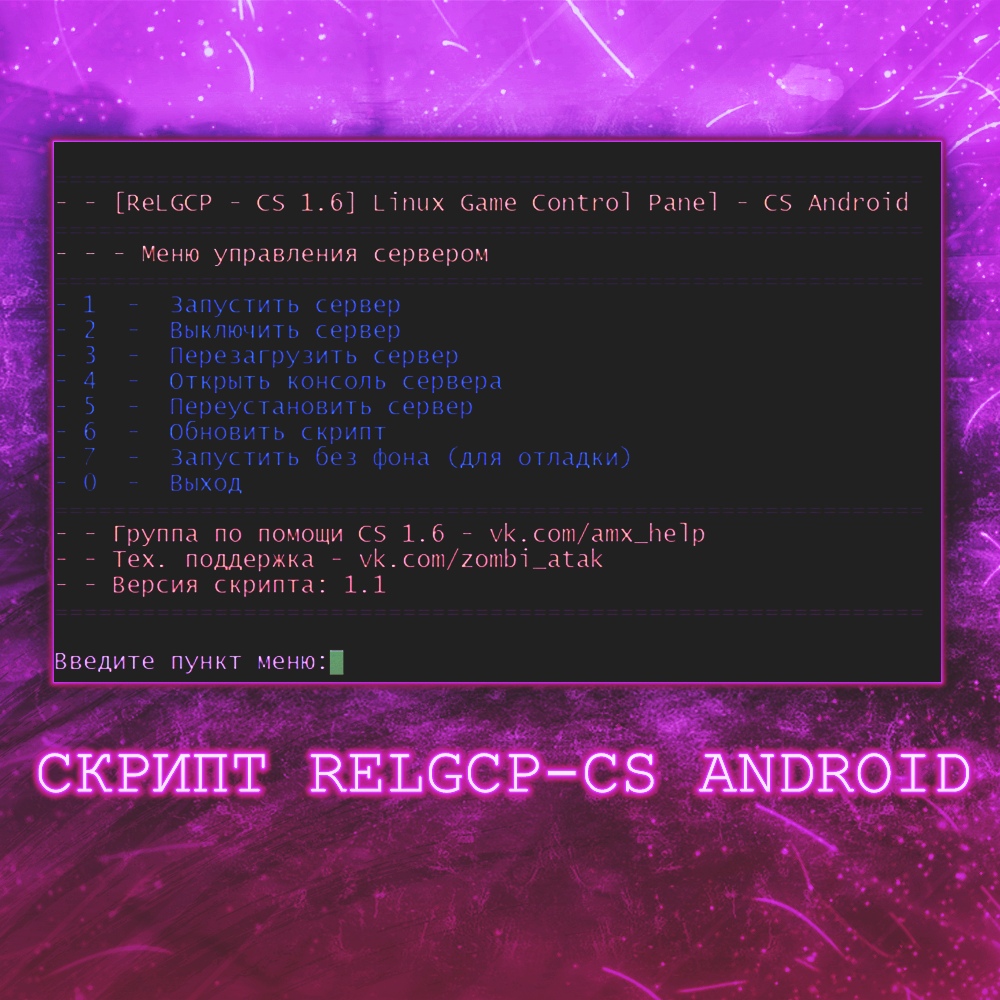 - - [ReLGCP - CS 1.6] Linux Game Control Panel - CS Android
- - - Меню управления сервером
- 1 - Запустить сервер
- 2 - Выключить сервер
- 3 - Перезагрузить сервер
- 4 - Открыть консоль сервера
- 5 - Переустановить сервер
- 6 - Обновить скрипт
- 7 - Запустить без фона (для отладки)
- 0 - Выход
- - Группа по помощи CS 1.6 - vk.com/amx_help
- - Тех. поддержка - vk.com/zombi_atak
- - Версия скрипта: 1.1
Введите пункт меню:
СКРИПТ RELGCP-CS ANDROID